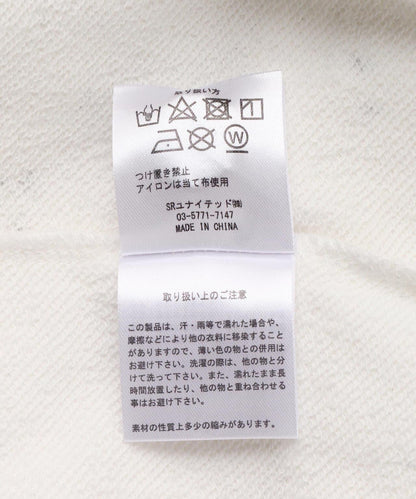 取り扱い方
W
つけ置き禁止
アイロンは当て布使用
SRユナイテッド㈱
03-5771-7147
MADE IN CHINA
取り扱い上のご注意
この製品は、汗・雨等で濡れた場合や、
摩擦などにより他の衣料に移染すること
がありますので、薄い色の物との併用は
お避け下さい。洗濯の際は、他の物と分
けて洗って下さい。また、濡れたまま長
時間放置したり、他の物と重ね合わせる
事はお避け下さい。
素材の性質上多少の縮みがあります。